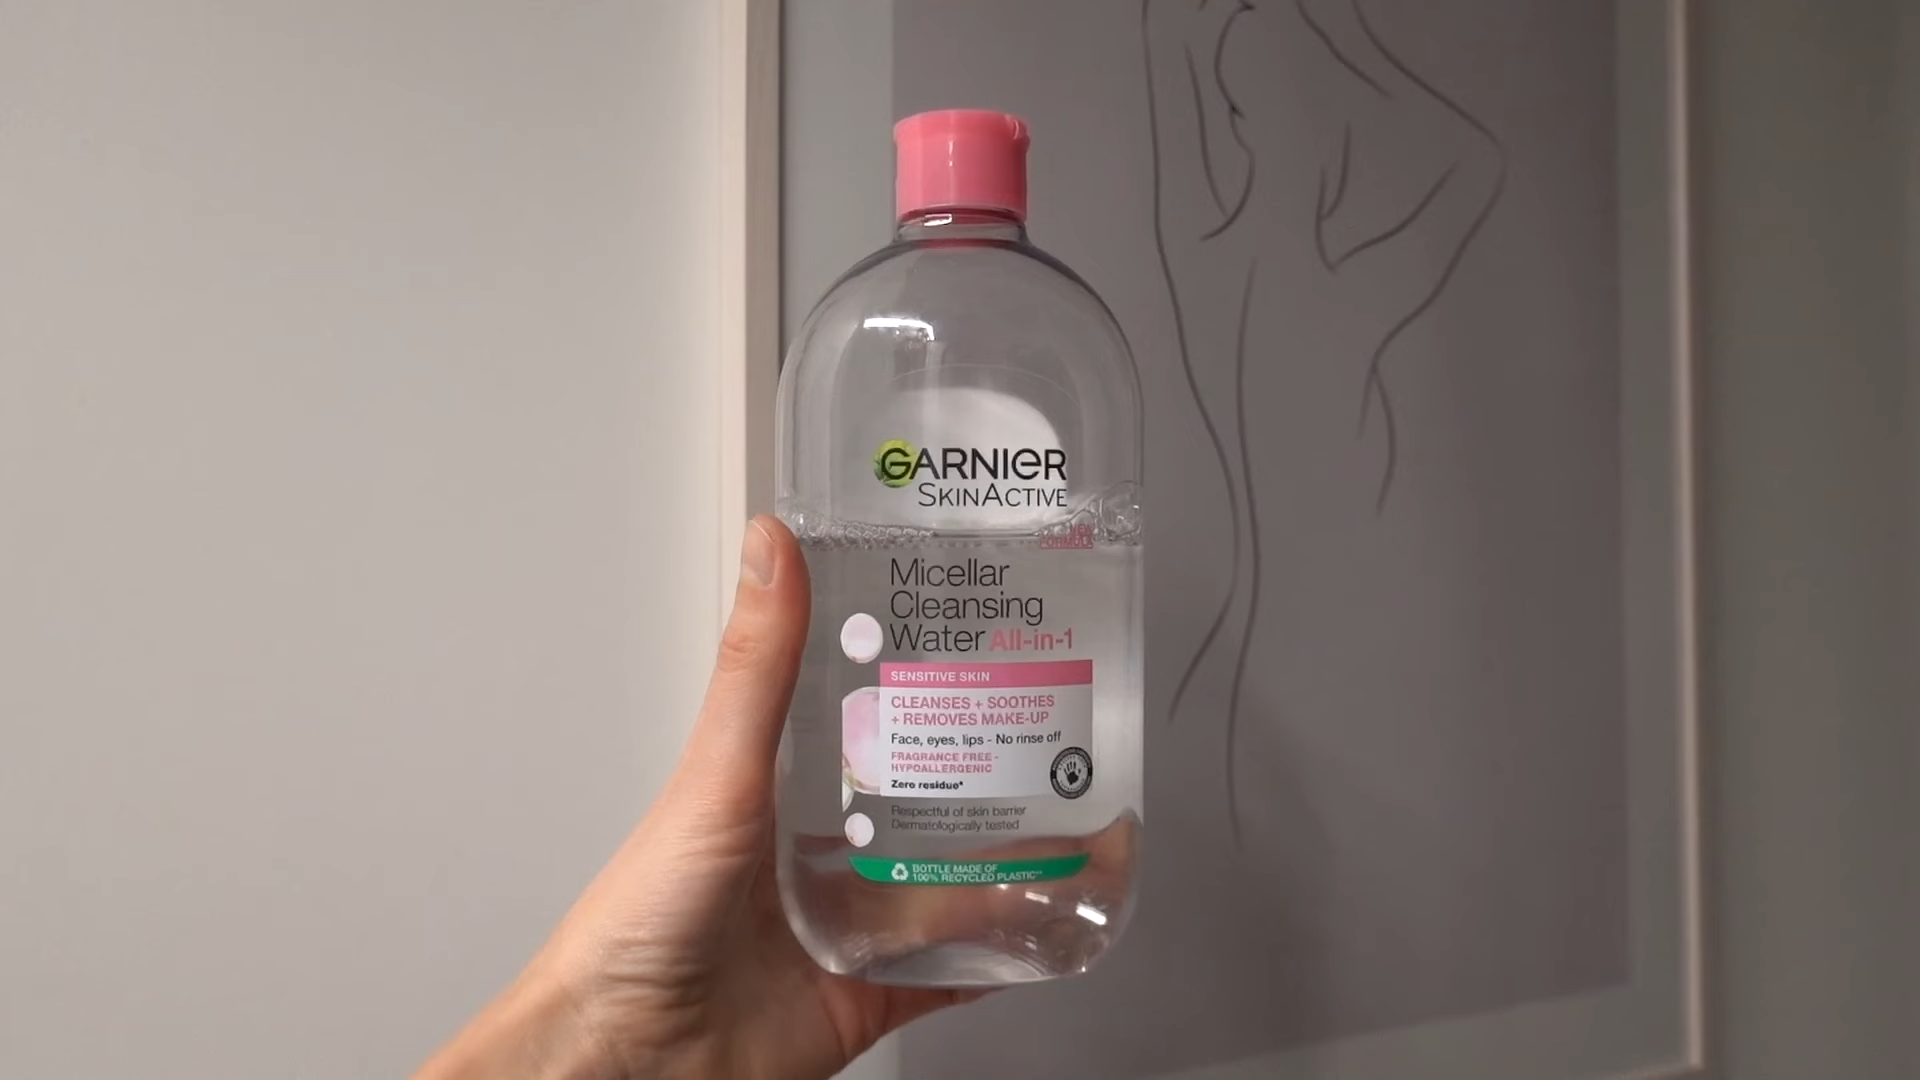 GARNIER
SKINACTIVE
NEW
FORMULA
Micellar
Cleansing
Water All-in-1
SENSITIVE SKIN
CLEANSES + SOOTHES
+ REMOVES MAKE-UP
Face, eyes, lips - No rinse off
FRAGRANCE FREE -
HYPOALLERGENIC
Zero residue*
Respectful of skin barrier
Dermatologically tested
BOTTLE MADE OF
100% RECYCLED PLASTIC**